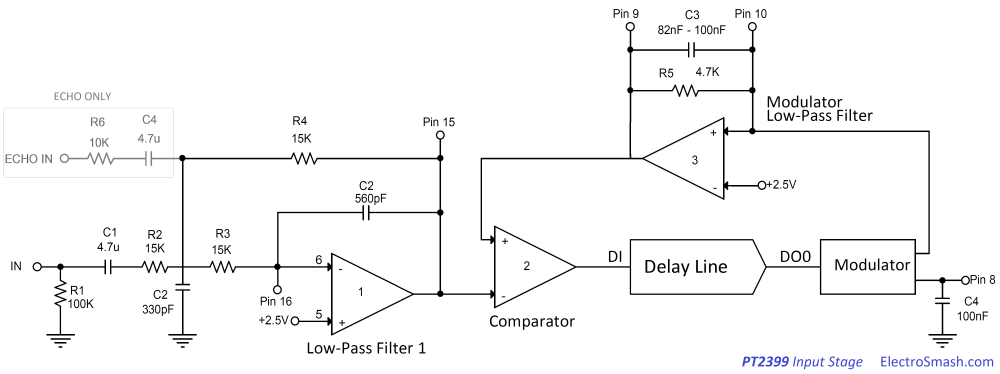 Pin 9
Pin 10
C3
82nF - 100nF
R5 4.7K
Modulator
Low-Pass Filter
+
3
-
+2.5V
ECHO ONLY
R6
10K
C4
4.7u
ECHO IN
R4
15K
Pin 15
C2
560pF
IN
C1
4.7u
R2
15K
R3
15K
R1
100K
C2
330pF
Pin 16
6
-
1
5
+
+2.5V
Low-Pass Filter 1
+
2
-
Comparator
DI
Delay Line
DO0
Modulator
Pin 8
C4
100nF
PT2399 Input Stage ElectroSmash.com